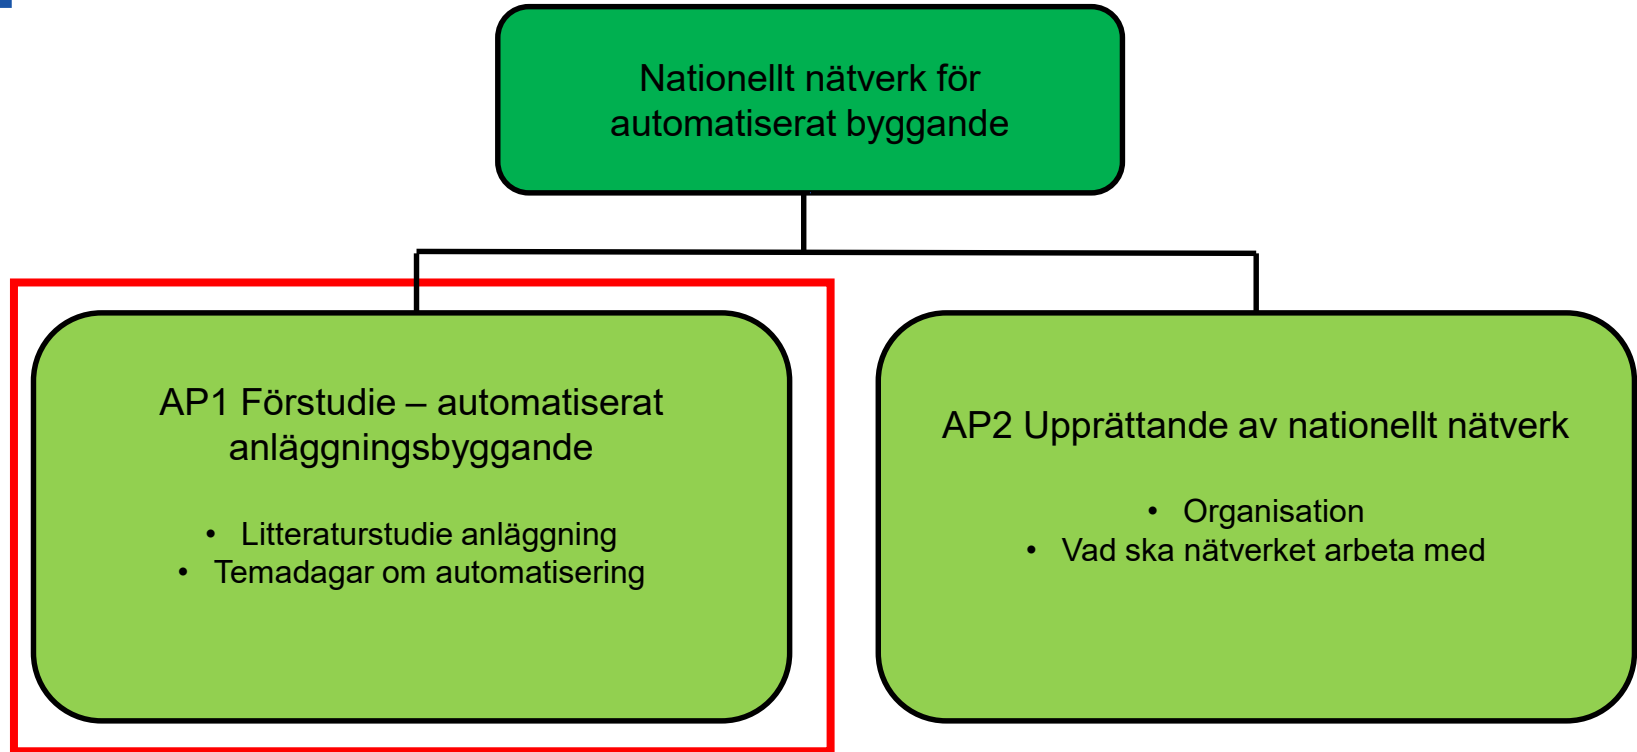 Nationellt nätverk för
automatiserat byggande
AP1 Förstudie – automatiserat
anläggningsbyggande
• Litteraturstudie anläggning
• Temadagar om automatisering
AP2 Upprättande av nationellt nätverk
• Organisation
• Vad ska nätverket arbeta med